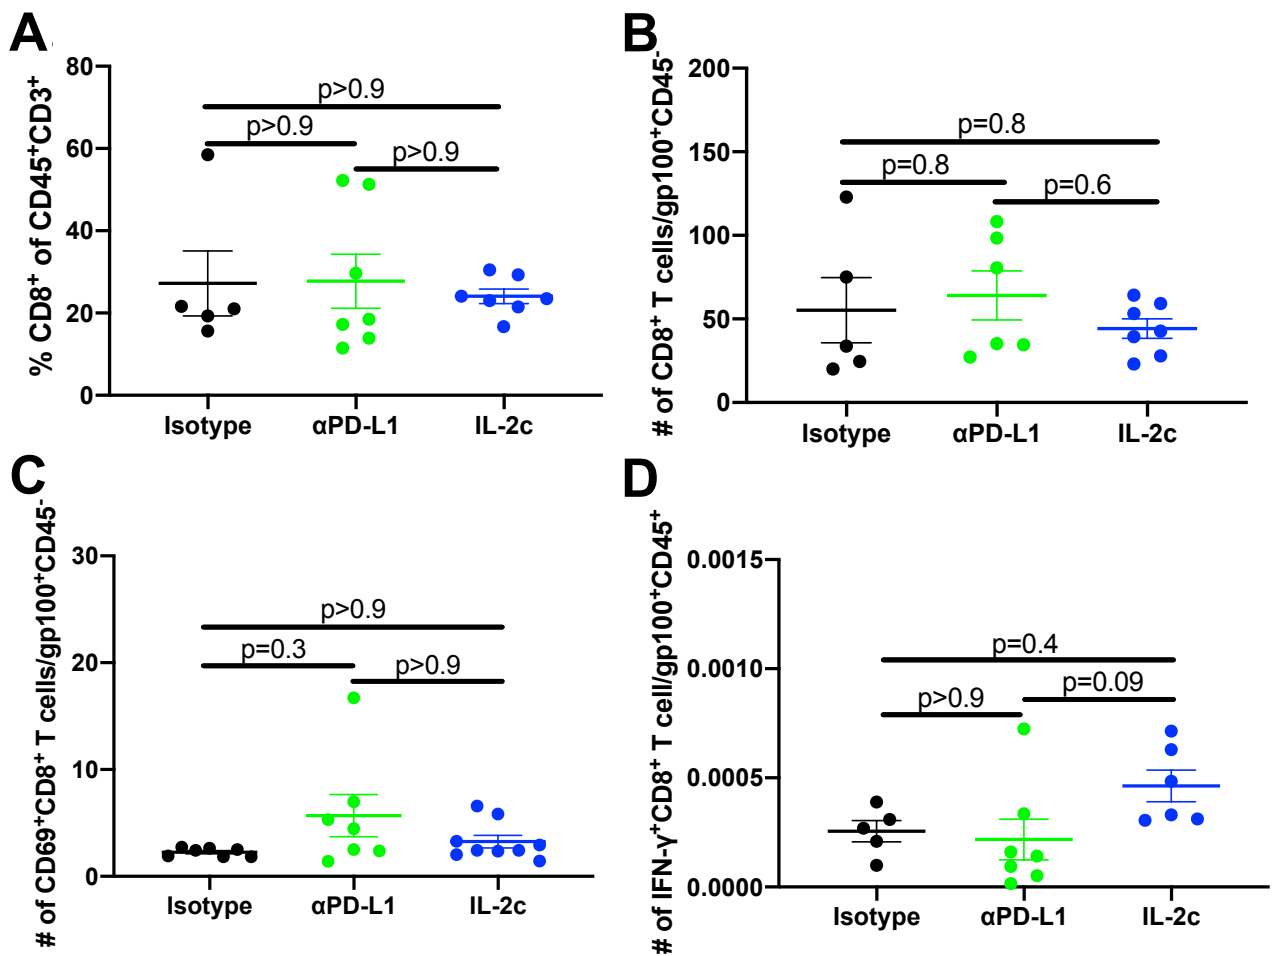 A
% CD8⁺ of CD45⁺CD3⁺
80
60
40
20
0
p>0.9
p>0.9
p>0.9
Isotype
αPD-L1
IL-2c
B
# of CD8⁺ T cells/gp100⁺CD45⁻
200
150
100
50
0
p=0.8
p=0.8
p=0.6
Isotype
αPD-L1
IL-2c
C
# of CD69⁺CD8⁺ T cells/gp100⁺CD45⁻
30
20
10
0
p>0.9
p=0.3
p>0.9
Isotype
αPD-L1
IL-2c
D
# of IFN-γ⁺CD8⁺ T cell/gp100⁺CD45⁺
0.0015
0.0010
0.0005
0.0000
p=0.4
p=0.09
p>0.9
Isotype
αPD-L1
IL-2c